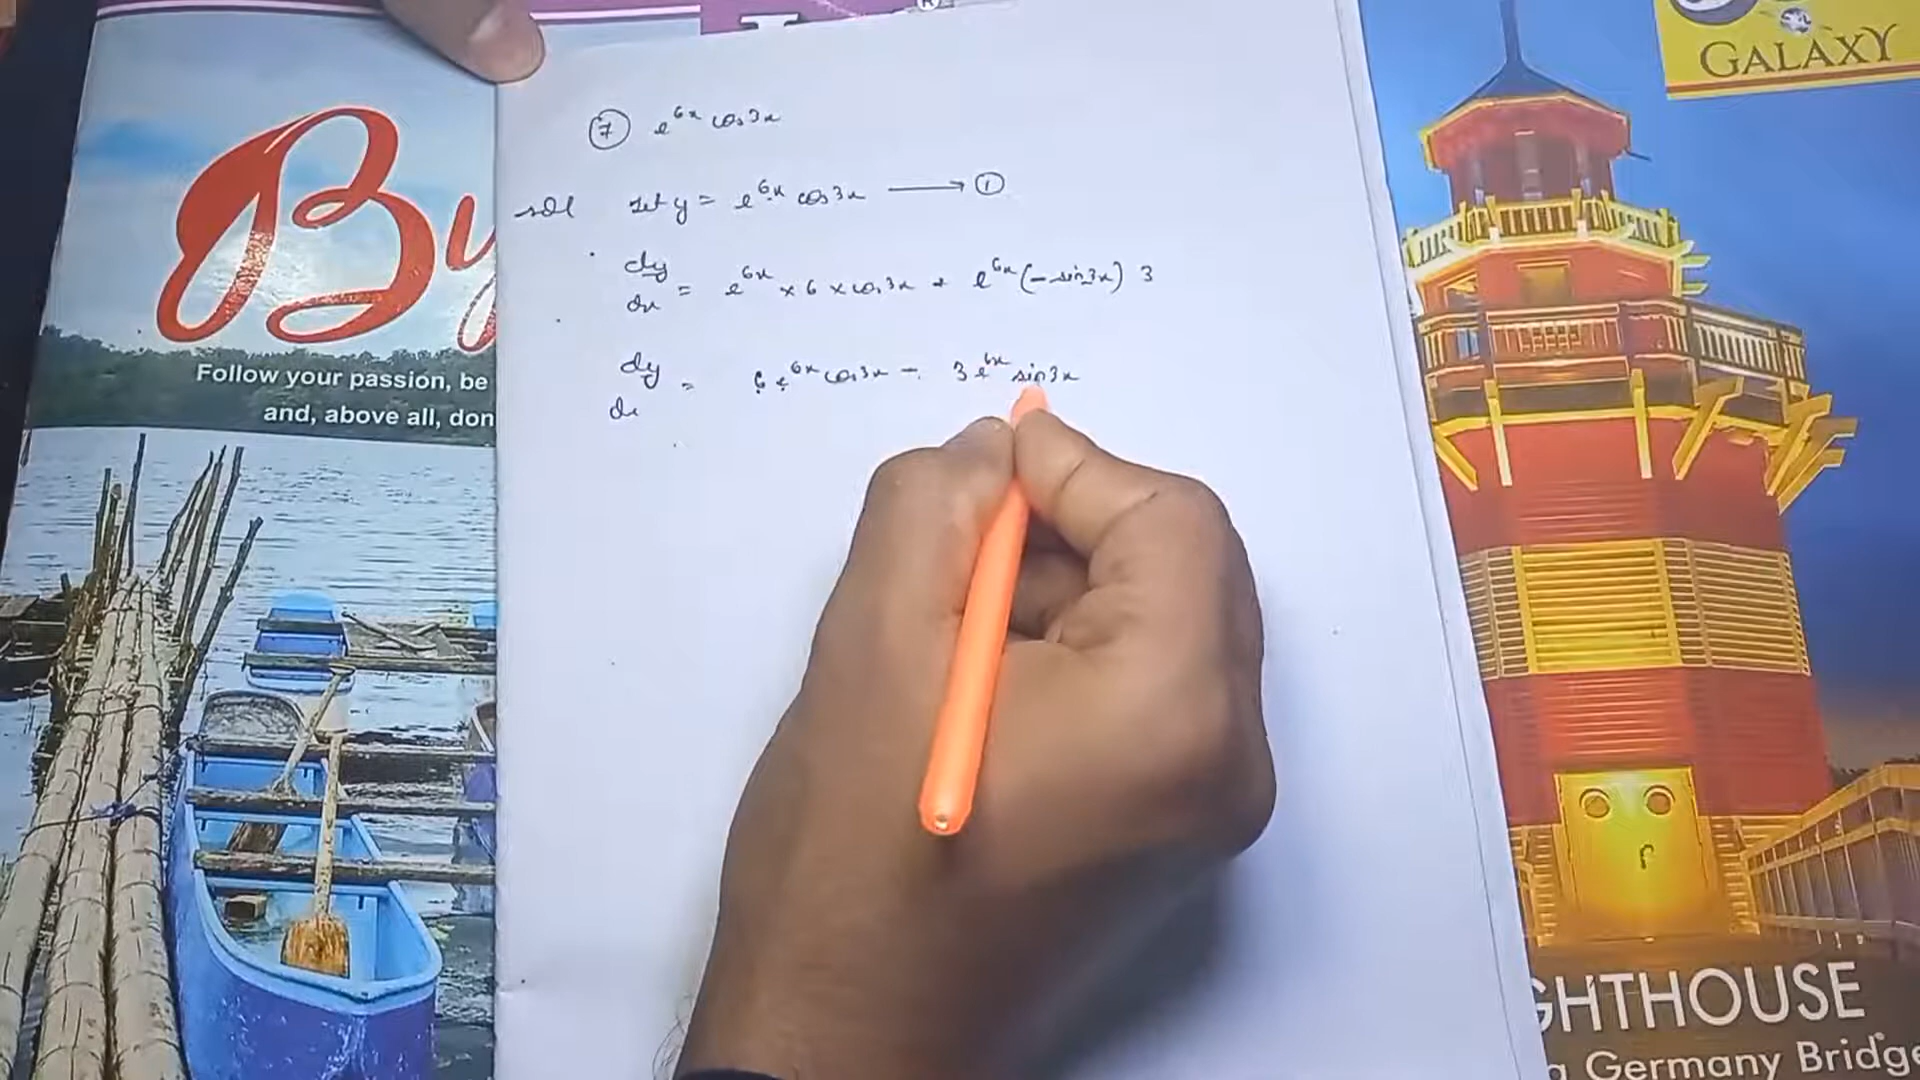 ®
GALAXY
By
Follow your passion, be
and, above all, don
⑦ e^{6x} cos3x
sol let y = e^{6x} cos3x ⟶ ①
dy/dx = e^{6x} × 6 × cos3x + e^{6x} (-sin3x) 3
dy/dx = 6 e^{6x} cos3x - 3 e^{6x} sin3x
GHTHOUSE
Germany Bridge